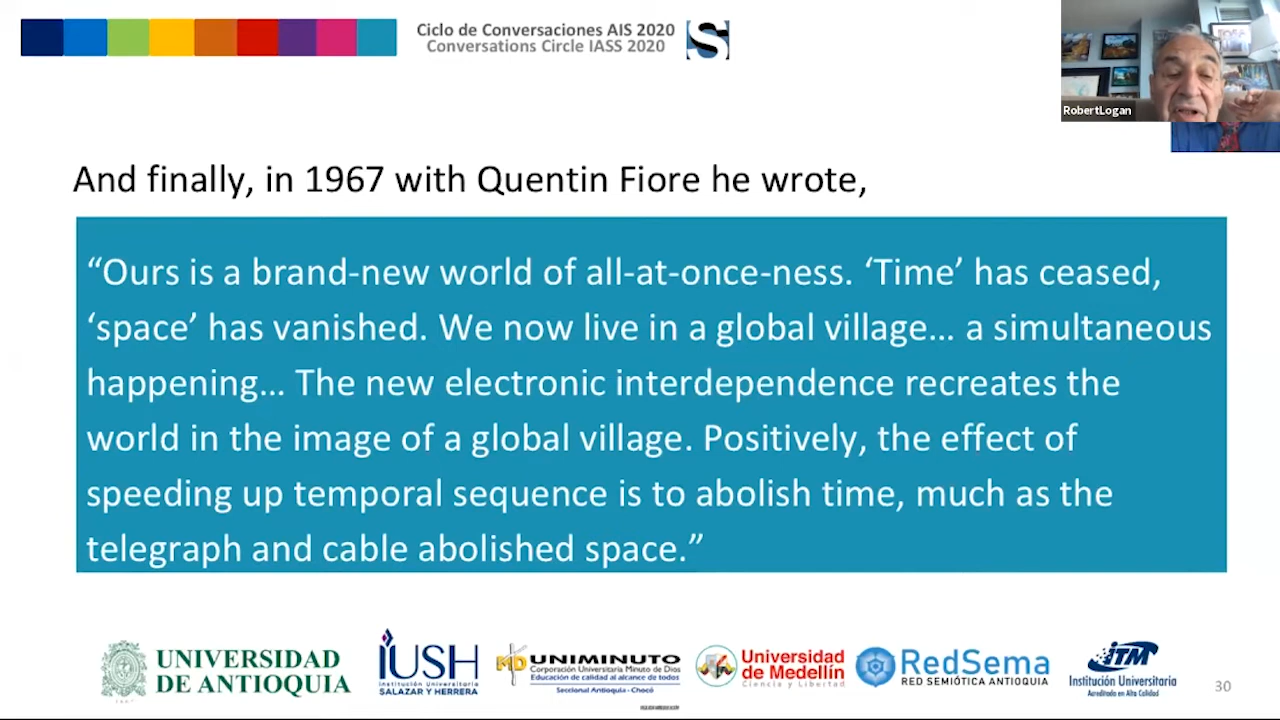 Ciclo de Conversaciones AIS 2020
Conversations Circle IASS 2020
S
RobertLogan
And finally, in 1967 with Quentin Fiore he wrote,
“Ours is a brand-new world of all-at-once-ness. ‘Time’ has ceased,
‘space’ has vanished. We now live in a global village… a simultaneous
happening… The new electronic interdependence recreates the
world in the image of a global village. Positively, the effect of
speeding up temporal sequence is to abolish time, much as the
telegraph and cable abolished space.”
UNIVERSIDAD
DE ANTIOQUIA
IUSH
Institución Universitaria
SALAZAR Y HERRERA
MD UNIMINUTO
Corporación Universitaria Minuto de Dios
Educación de calidad al alcance de todos
Seccional Antioquia - Chocó
Universidad
de Medellín
Ciencia y Libertad
RedSema
RED SEMIÓTICA ANTIOQUIA
iTM
Institución Universitaria
Acreditada en Alta Calidad
30